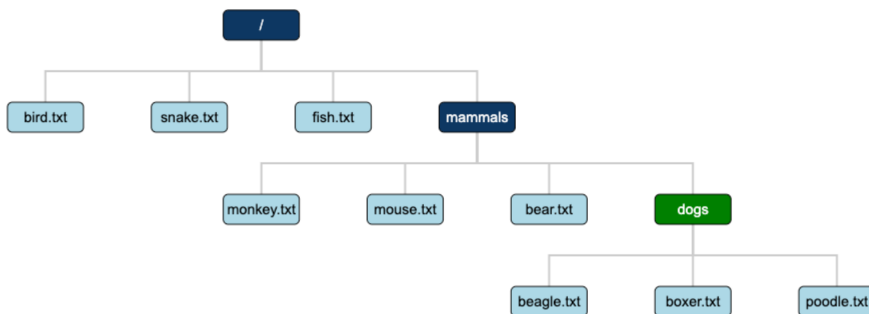 /
bird.txt
snake.txt
fish.txt
mammals
monkey.txt
mouse.txt
bear.txt
dogs
beagle.txt
boxer.txt
poodle.txt